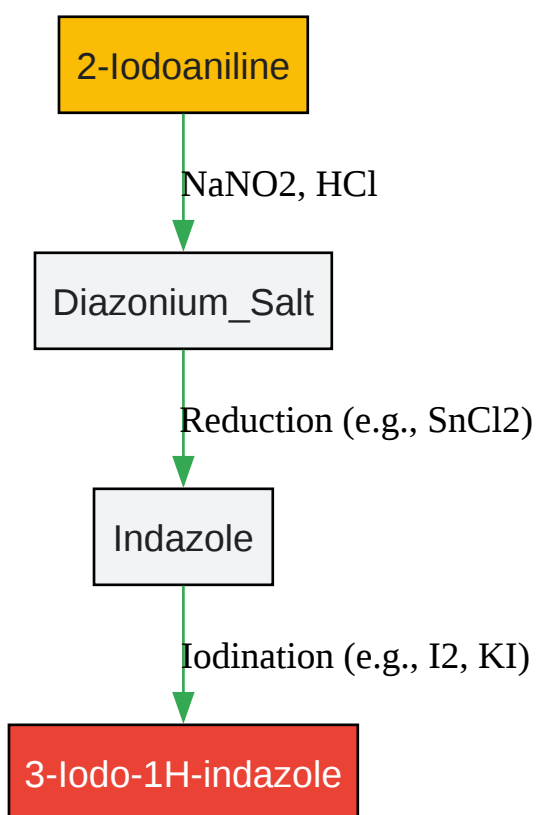 2-Iodoaniline
NaNO2, HCl
Diazonium_Salt
Reduction (e.g., SnCl2)
Indazole
Iodination (e.g., I2, KI)
3-Iodo-1H-indazole